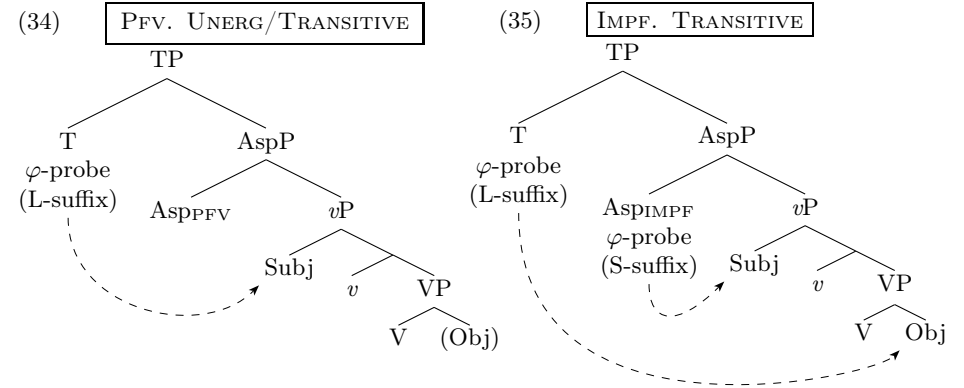 (34) PFV. UNERG/TRANSITIVE
TP
T AspP
φ-probe
(L-suffix)
AspPFV vP
Subj
v VP
V (Obj)
(35) IMPF. TRANSITIVE
TP
T AspP
φ-probe
(L-suffix)
AspIMPF vP
φ-probe
(S-suffix)
Subj
v VP
V Obj